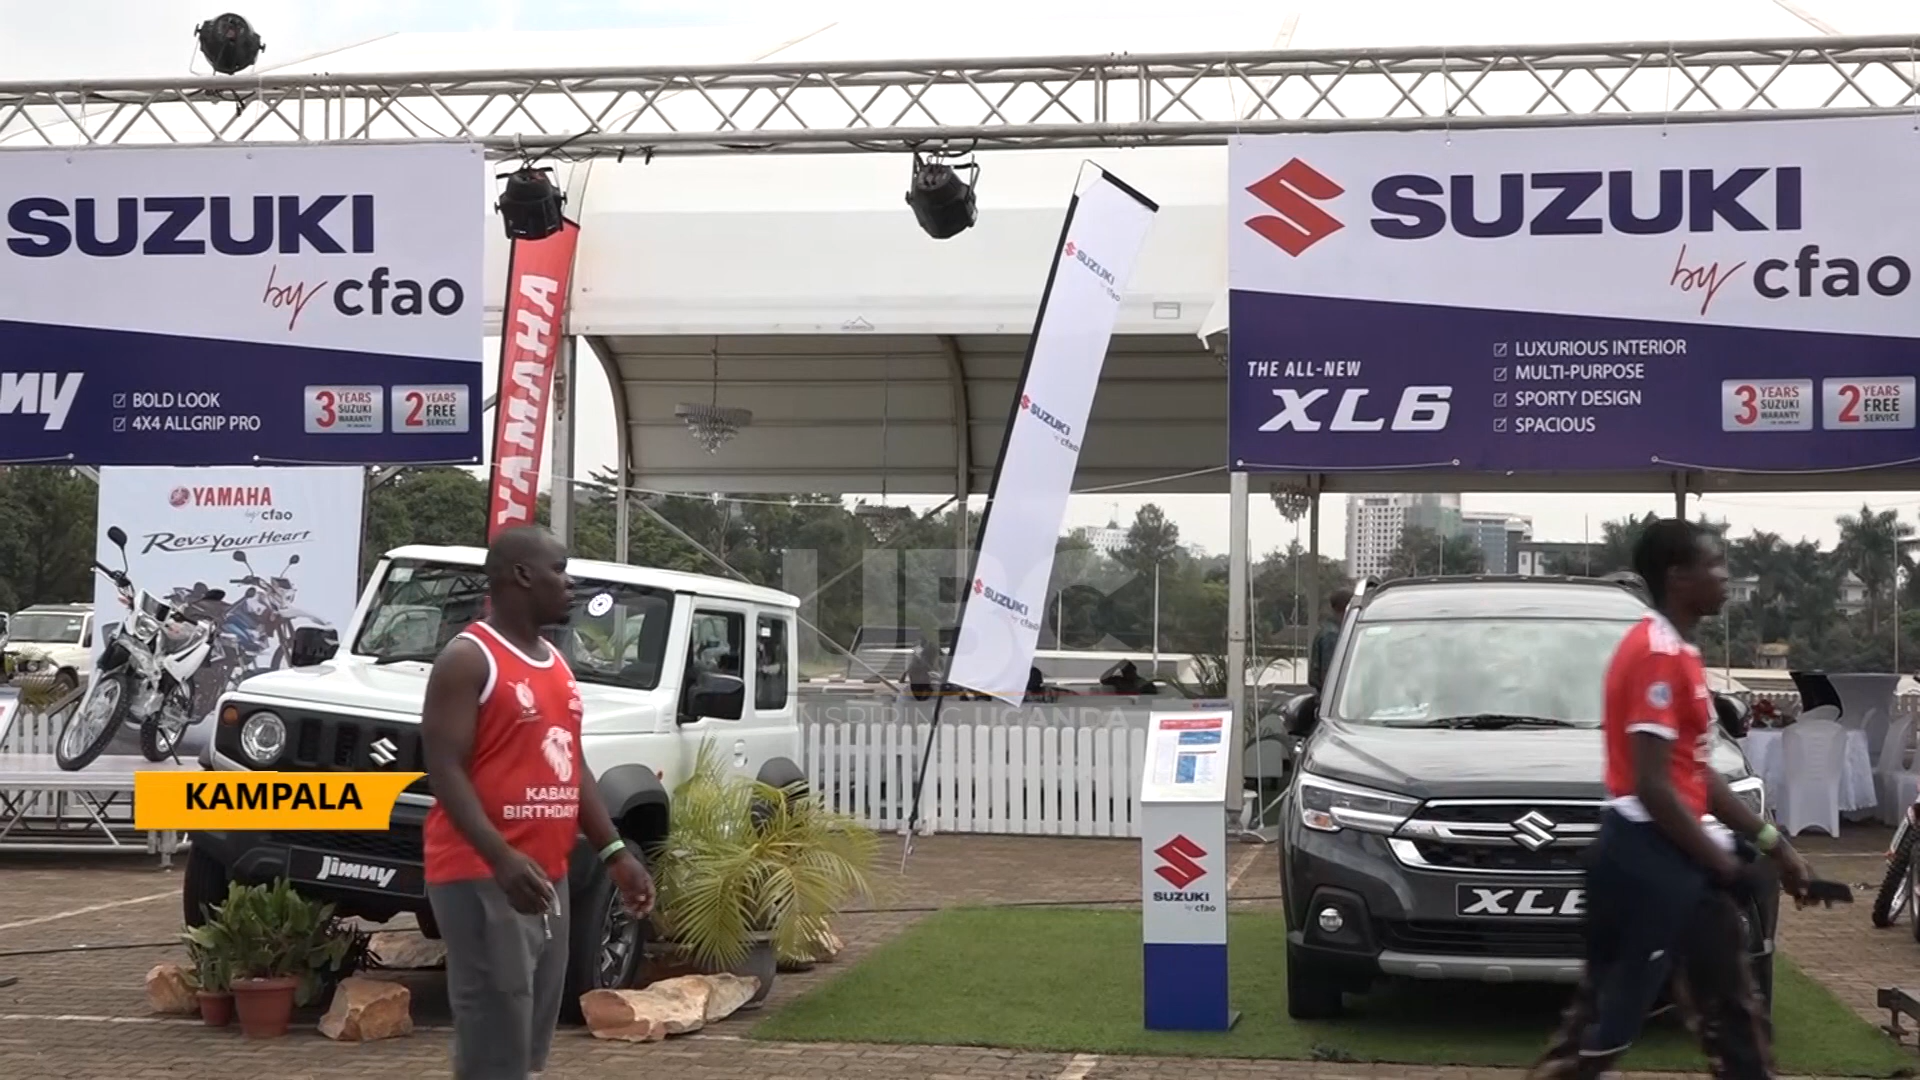 SUZUKI
by cfao
BOLD LOOK
4X4 ALLGRIP PRO
3 YEARS SUZUKI WARRANTY
2 YEARS FREE SERVICE
YAMAHA
by cfao
Revs Your Heart
YAMAHA
SUZUKI
by cfao
SUZUKI
by cfao
SUZUKI
by cfao
SUZUKI
by cfao
THE ALL-NEW
XL6
LUXURIOUS INTERIOR
MULTI-PURPOSE
SPORTY DESIGN
SPACIOUS
3 YEARS SUZUKI WARRANTY
2 YEARS FREE SERVICE
UBC
INSPIRING UGANDA
KAMPALA
KABAKA
BIRTHDAY
Jimny
SUZUKI
by cfao
XL6